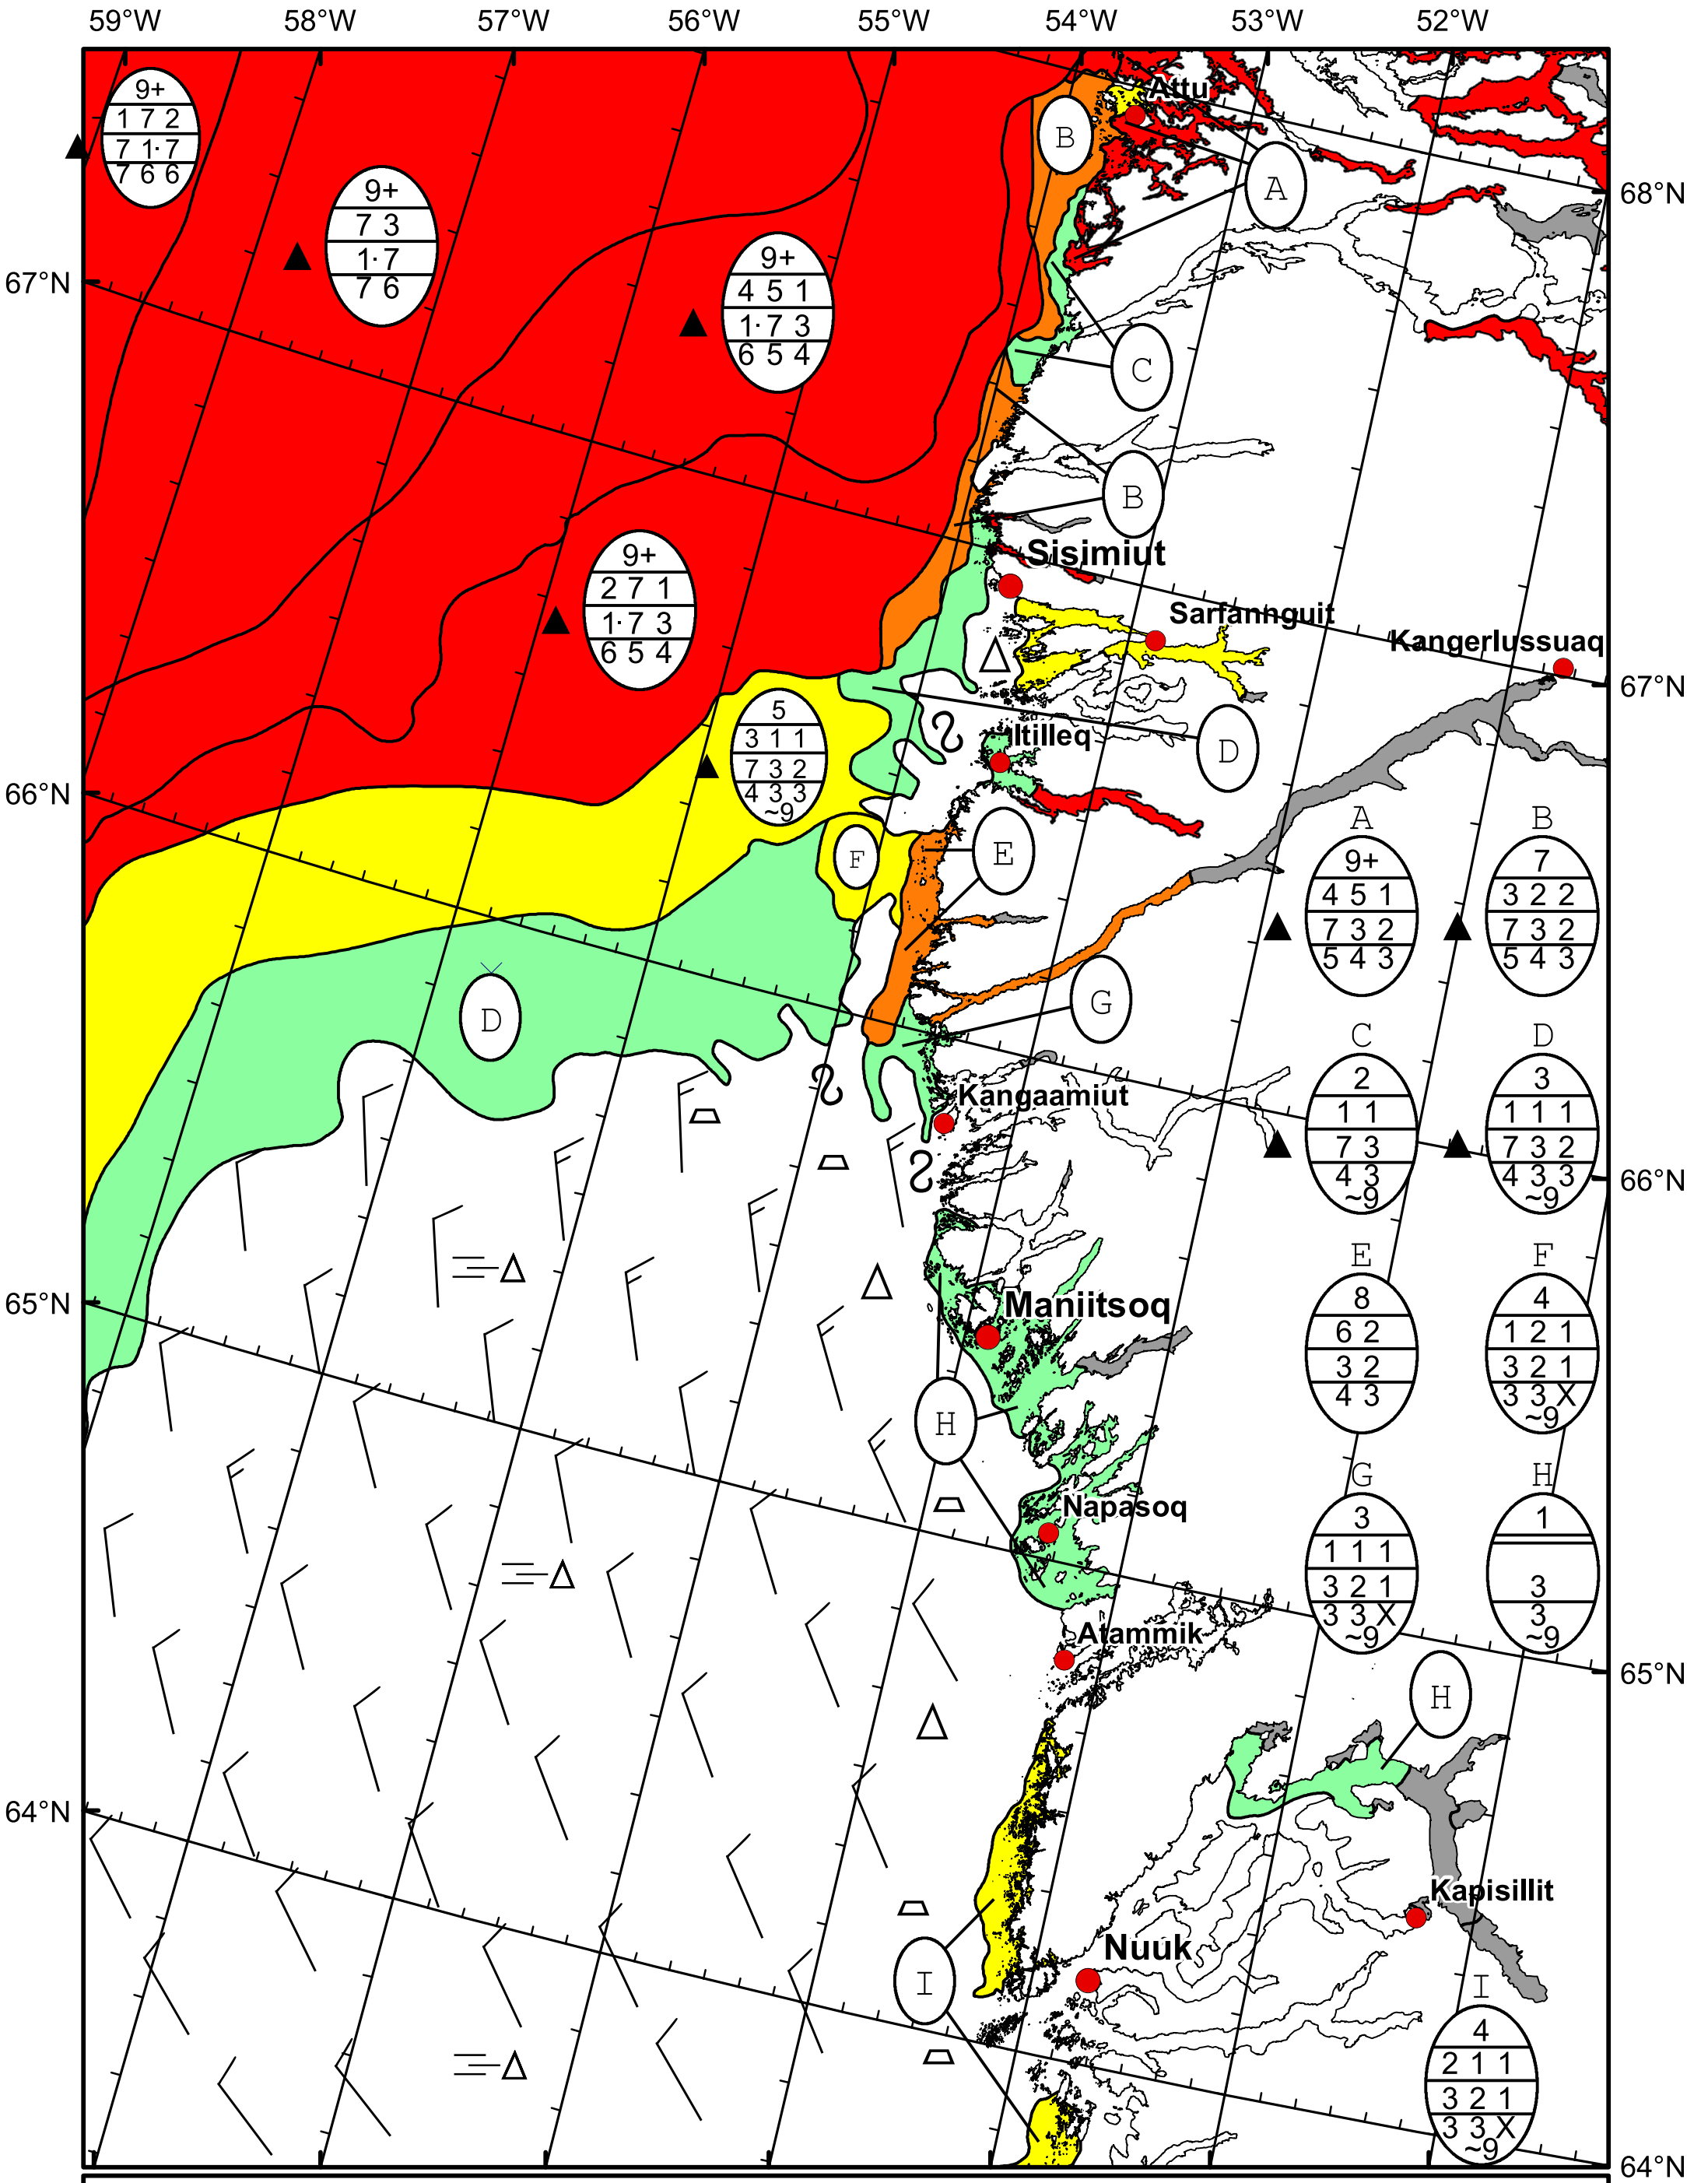 59°W 58°W 57°W 56°W 55°W 54°W 53°W 52°W
9+
1 7 2
7 1· 7
7 6 6
9+
7 3
1· 7
7 6
9+
4 5 1
1· 7 3
6 5 4
B
Attu
A
68°N
67°N
C
B
9+
2 7 1
1· 7 3
6 5 4
Sisimiut
Sarfannguit
Kangerlussuaq
67°N
5
3 1 1
7 3 2
4 3 3
~9
Itilleq
D
66°N
F
E
A
9+
4 5 1
7 3 2
5 4 3
B
7
3 2 2
7 3 2
5 4 3
D
G
C
2
1 1
7 3
4 3
~9
D
3
1 1 1
7 3 2
4 3 3
~9
Kangaamiut
66°N
65°N
Maniitsoq
E
8
6 2
3 2
4 3
F
4
1 2 1
3 2 1
3 3 X
~9
H
Napasoq
G
3
1 1 1
3 2 1
3 3 X
~9
H
1
3
3
~9
Atammik
65°N
H
64°N
Kapisillit
Nuuk
I
I
4
2 1 1
3 2 1
3 3 X
~9
64°N